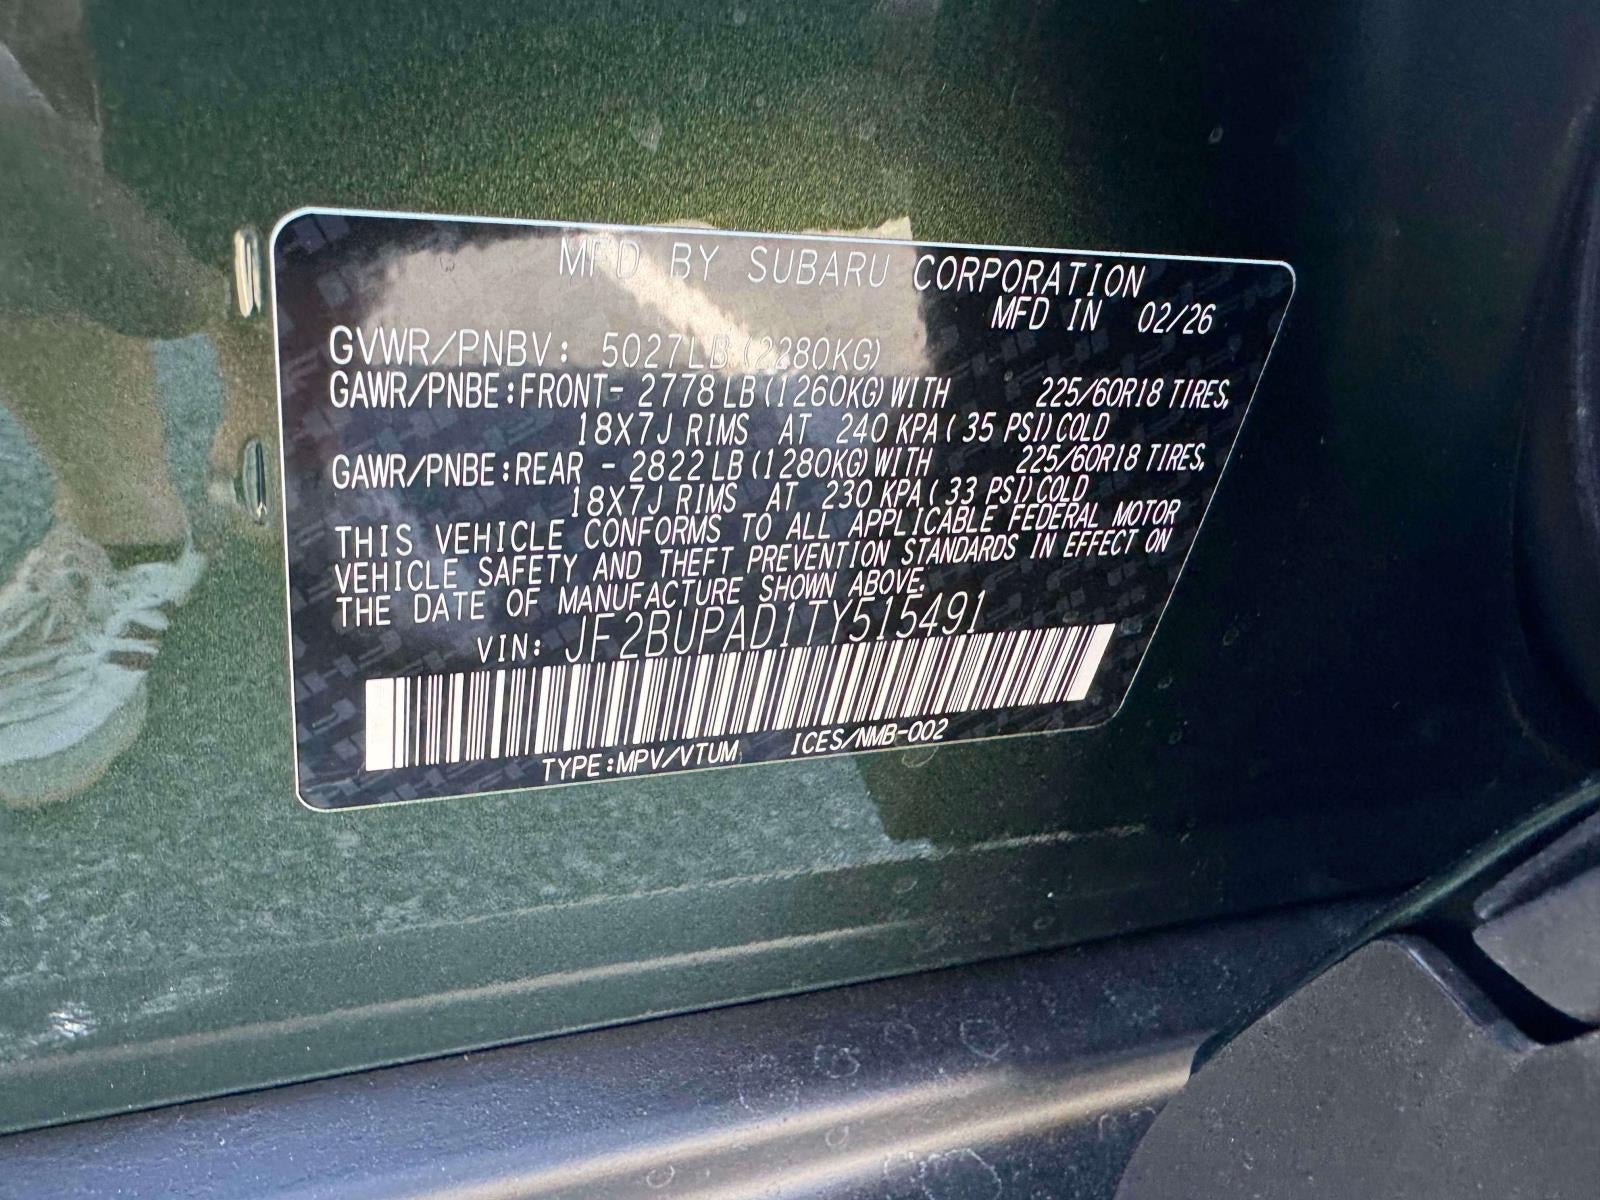 MFD BY SUBARU CORPORATION
MFD IN 02/26
GVWR/PNBV: 5027LB(2280KG)
GAWR/PNBE:FRONT- 2778 LB(1260KG)WITH 225/60R18 TIRES,
18X7J RIMS AT 240 KPA( 35 PSI)COLD
GAWR/PNBE:REAR - 2822 LB(1280KG)WITH 225/60R18 TIRES,
18X7J RIMS AT 230 KPA( 33 PSI)COLD
THIS VEHICLE CONFORMS TO ALL APPLICABLE FEDERAL MOTOR
VEHICLE SAFETY AND THEFT PREVENTION STANDARDS IN EFFECT ON
THE DATE OF MANUFACTURE SHOWN ABOVE.
VIN: JF2BUPAD1TY515491
TYPE:MPV/VTUM ICES/NMB-002